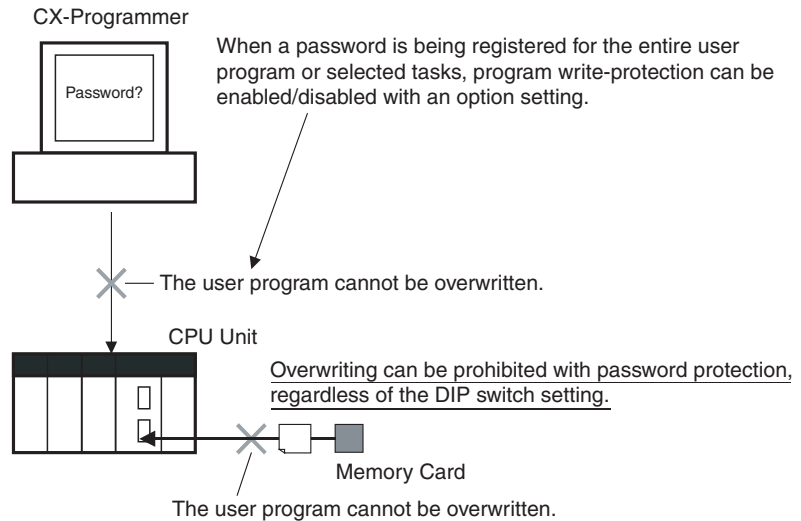 CX-Programmer
When a password is being registered for the entire user
program or selected tasks, program write-protection can be
enabled/disabled with an option setting.
Password?
The user program cannot be overwritten.
CPU Unit
Overwriting can be prohibited with password protection,
regardless of the DIP switch setting.
Memory Card
The user program cannot be overwritten.